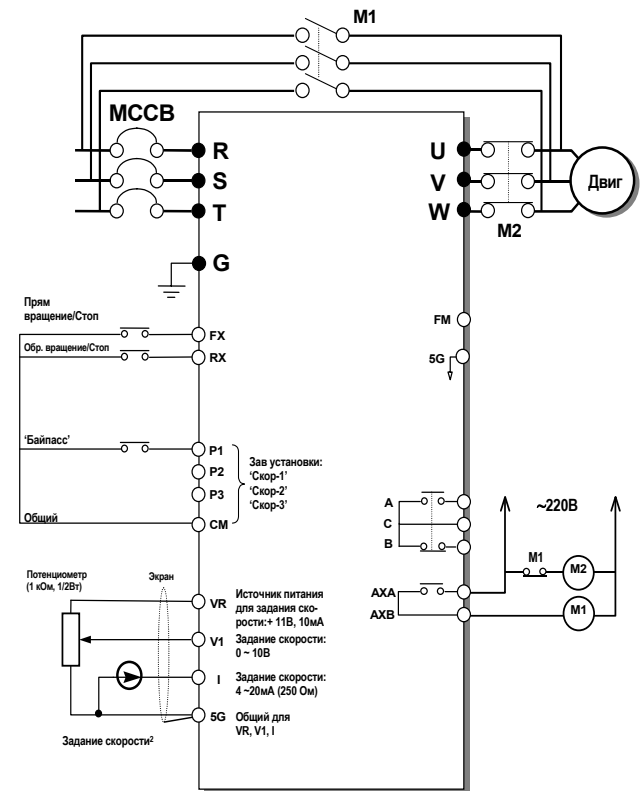 M1
MCCB
R
U
S
V
Двиг
T
W
M2
G
Прям
вращение/Стоп
FM
FX
Обр. вращение/Стоп
RX
5G
‘Байпасс’
P1
Зав установки:
‘Скор-1’
P2
‘Скор-2’
P3
‘Скор-3’
Общий
CM
A
C
B
~220В
M1
M2
Потенциометр
(1 кОм, 1/2Вт)
Экран
AXA
VR
Источник питания
для задания ско-
рости:+ 11В, 10мА
AXB
M1
V1
Задание скорости:
0 ~ 10В
I
Задание скорости:
4 ~20мА (250 Ом)
5G
Общий для
VR, V1, I
Задание скорости²